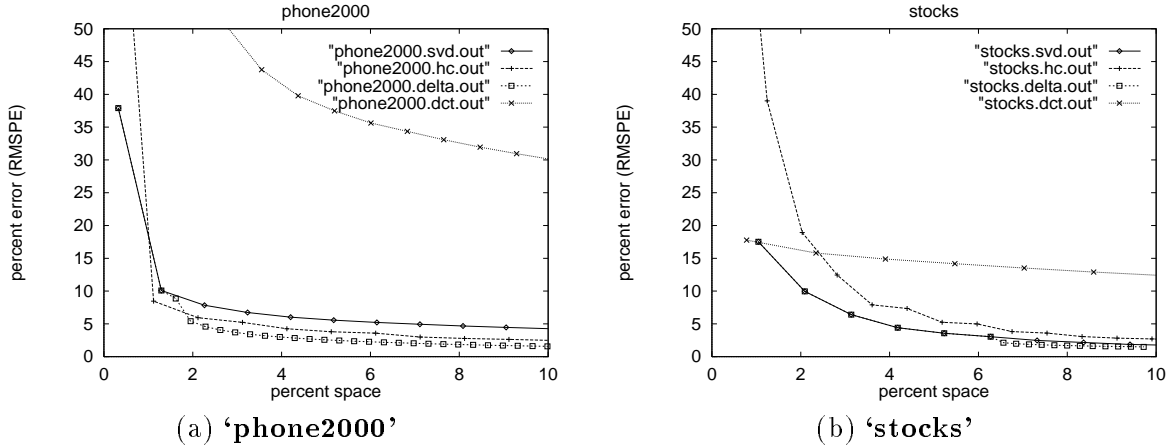 phone2000
50
45
40
35
30
25
20
15
10
5
0
percent error (RMSPE)
"phone2000.svd.out"
"phone2000.hc.out"
"phone2000.delta.out"
"phone2000.dct.out"
0 2 4 6 8 10
percent space
(a) ‘phone2000’
stocks
50
45
40
35
30
25
20
15
10
5
0
percent error (RMSPE)
"stocks.svd.out"
"stocks.hc.out"
"stocks.delta.out"
"stocks.dct.out"
0 2 4 6 8 10
percent space
(b) ‘stocks’